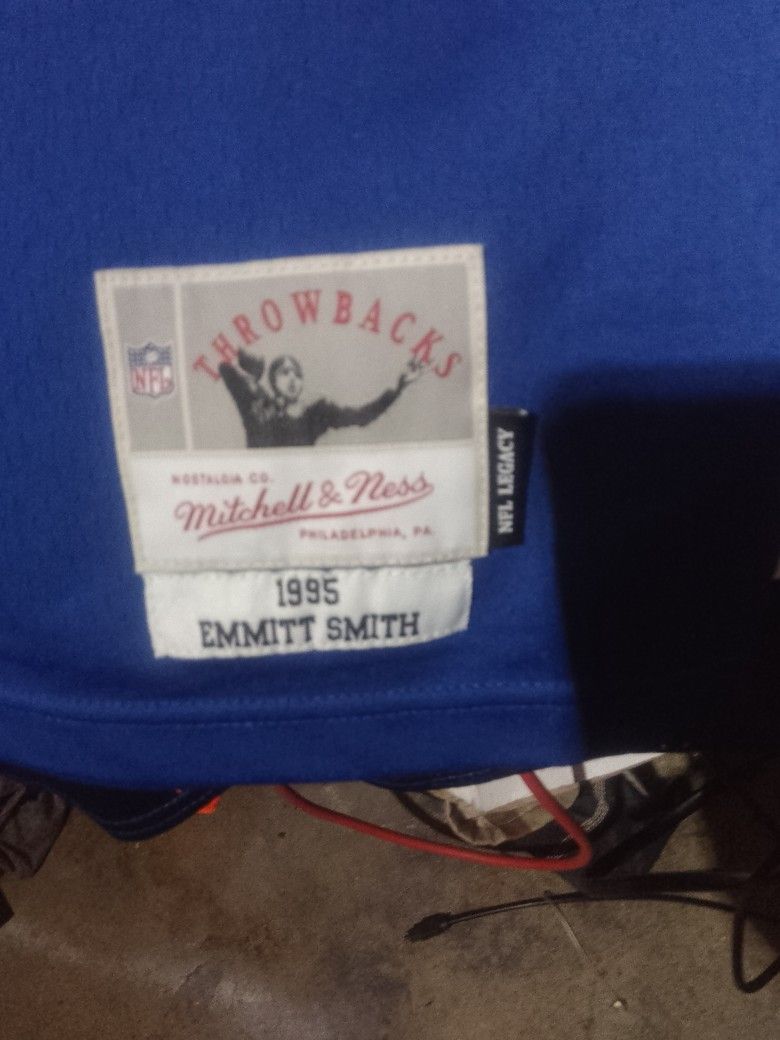 THROWBACKS
NFL
NOSTALGIA CO.
Mitchell & Ness
PHILADELPHIA, PA.
NFL LEGACY
1995
EMMITT SMITH